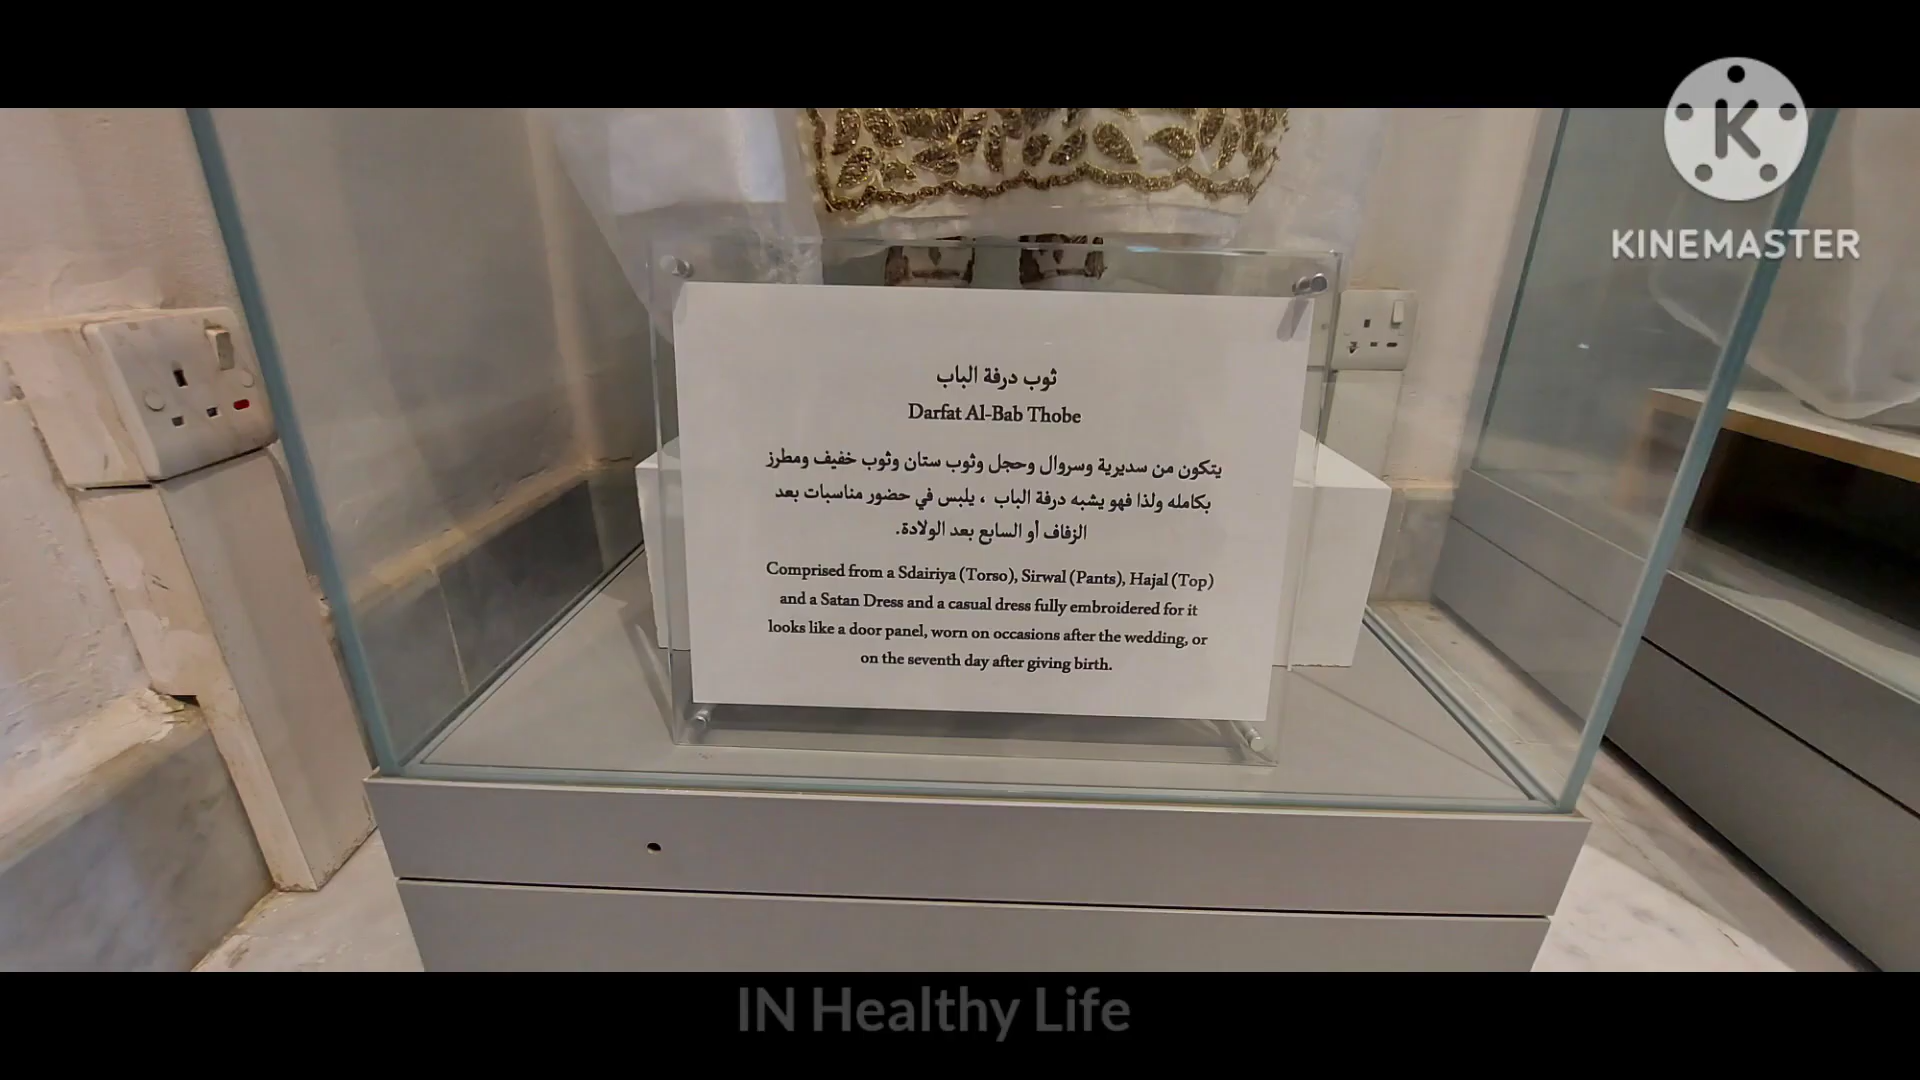 KINEMASTER
ثوب درفة الباب
Darfat Al-Bab Thobe
يتكون من سديرية وسروال وحجل وثوب ستان وثوب خفيف ومطرز
بكامله ولذا فهو يشبه درفة الباب ، يلبس في حضور مناسبات بعد
الزفاف أو السابع بعد الولادة.
Comprised from a Sdairiya (Torso), Sirwal (Pants), Hajal (Top)
and a Satan Dress and a casual dress fully embroidered for it
looks like a door panel, worn on occasions after the wedding, or
on the seventh day after giving birth.
IN Healthy Life